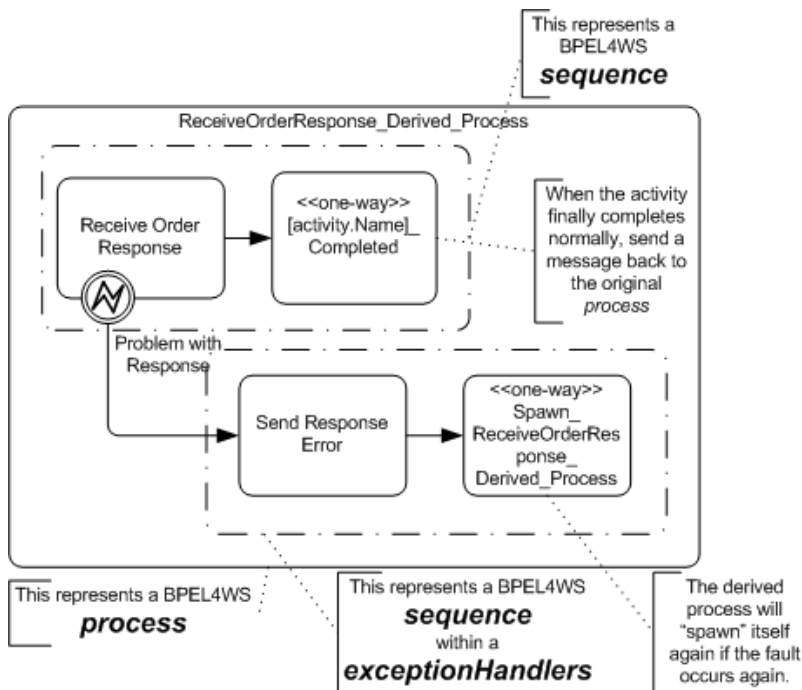 This represents a
BPEL4WS
sequence
ReceiveOrderResponse_Derived_Process
Receive Order
Response
<<one-way>>
[activity.Name]_
Completed
When the activity
finally completes
normally, send a
message back to
the original
process
Problem with
Response
Send Response
Error
<<one-way>>
Spawn_
ReceiveOrderRes
ponse_
Derived_Process
This represents a BPEL4WS
process
This represents a BPEL4WS
sequence
within a
exceptionHandlers
The derived
process will
“spawn” itself
again if the fault
occurs again.